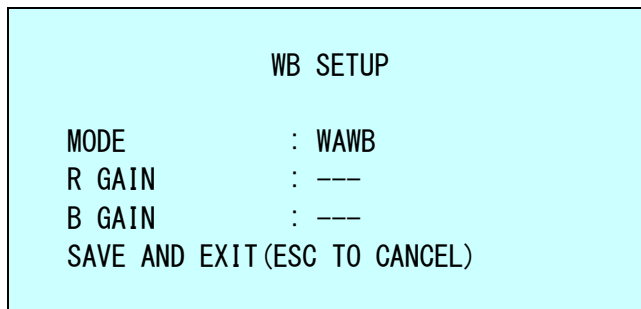 WB SETUP
MODE : WAWB
R GAIN : ---
B GAIN : ---
SAVE AND EXIT(ESC TO CANCEL)